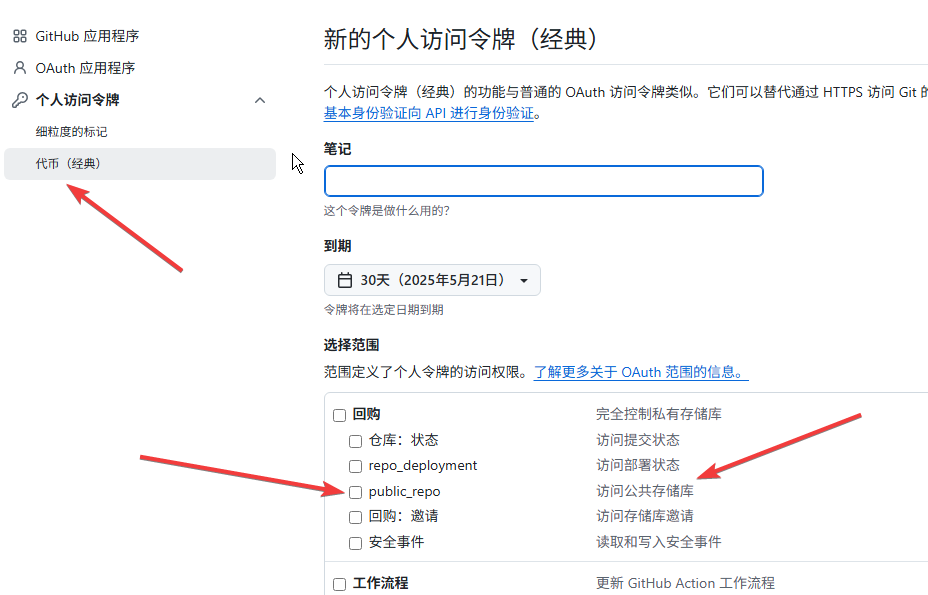 GitHub 应用程序
OAuth 应用程序
个人访问令牌
细粒度的标记
代币（经典）
新的个人访问令牌（经典）
个人访问令牌（经典）的功能与普通的 OAuth 访问令牌类似。它们可以替代通过 HTTPS 访问 Git 的
基本身份验证向 API 进行身份验证。
笔记
这个令牌是做什么用的？
到期
30天（2025年5月21日）
令牌将在选定日期到期
选择范围
范围定义了个人令牌的访问权限。了解更多关于 OAuth 范围的信息。
回购 完全控制私有存储库
仓库：状态 访问提交状态
repo_deployment 访问部署状态
public_repo 访问公共存储库
回购：邀请 访问存储库邀请
安全事件 读取和写入安全事件
工作流程 更新 GitHub Action 工作流程